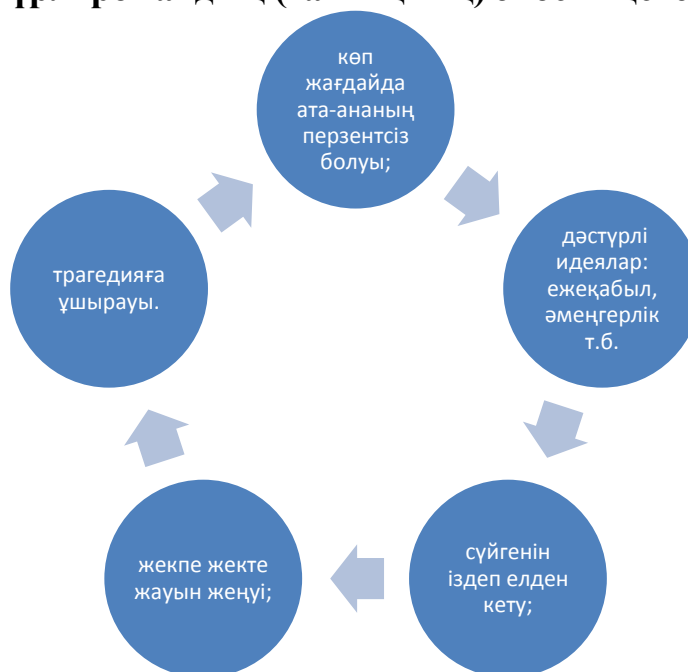 көп
жағдайда
ата-ананың
перзентсіз
болуы;
дәстүрлі
идеялар:
ежеқабыл,
әмеңгерлік
т.б.
сүйгенін
іздеп елден
кету;
жекпе жекте
жауын жеңуі;
трагедияға
ұшырауы.